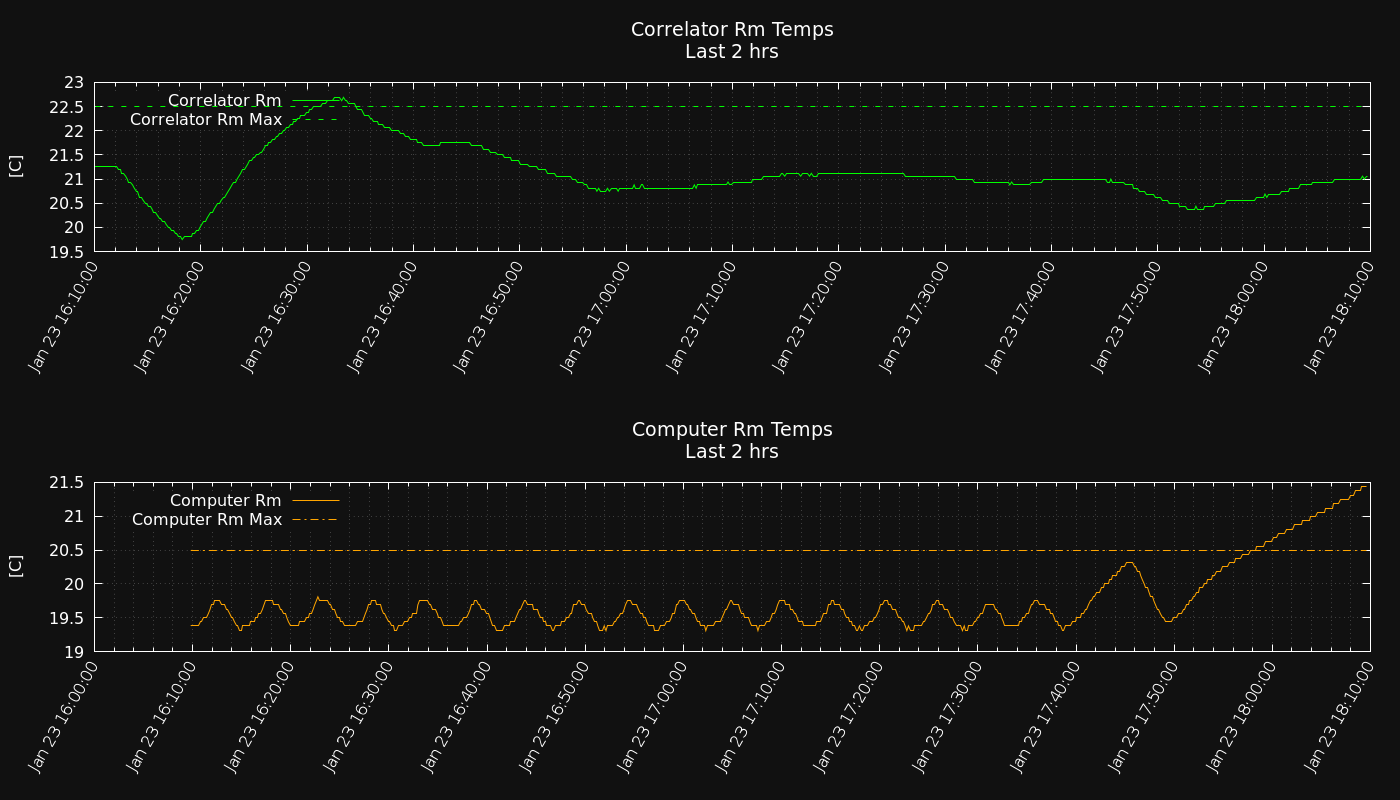 Correlator Rm Temps
Last 2 hrs
[C]
23
22.5
22
21.5
21
20.5
20
19.5
Correlator Rm
Correlator Rm Max
Jan 23 16:10:00
Jan 23 16:20:00
Jan 23 16:30:00
Jan 23 16:40:00
Jan 23 16:50:00
Jan 23 17:00:00
Jan 23 17:10:00
Jan 23 17:20:00
Jan 23 17:30:00
Jan 23 17:40:00
Jan 23 17:50:00
Jan 23 18:00:00
Jan 23 18:10:00
Computer Rm Temps
Last 2 hrs
[C]
21.5
21
20.5
20
19.5
19
Computer Rm
Computer Rm Max
Jan 23 16:00:00
Jan 23 16:10:00
Jan 23 16:20:00
Jan 23 16:30:00
Jan 23 16:40:00
Jan 23 16:50:00
Jan 23 17:00:00
Jan 23 17:10:00
Jan 23 17:20:00
Jan 23 17:30:00
Jan 23 17:40:00
Jan 23 17:50:00
Jan 23 18:00:00
Jan 23 18:10:00